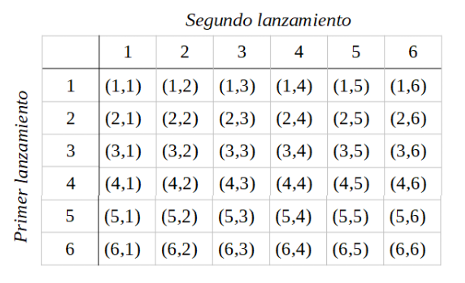 Segundo lanzamiento
1 2 3 4 5 6
Primer lanzamiento
1 (1,1) (1,2) (1,3) (1,4) (1,5) (1,6)
2 (2,1) (2,2) (2,3) (2,4) (2,5) (2,6)
3 (3,1) (3,2) (3,3) (3,4) (3,5) (3,6)
4 (4,1) (4,2) (4,3) (4,4) (4,5) (4,6)
5 (5,1) (5,2) (5,3) (5,4) (5,5) (5,6)
6 (6,1) (6,2) (6,3) (6,4) (6,5) (6,6)